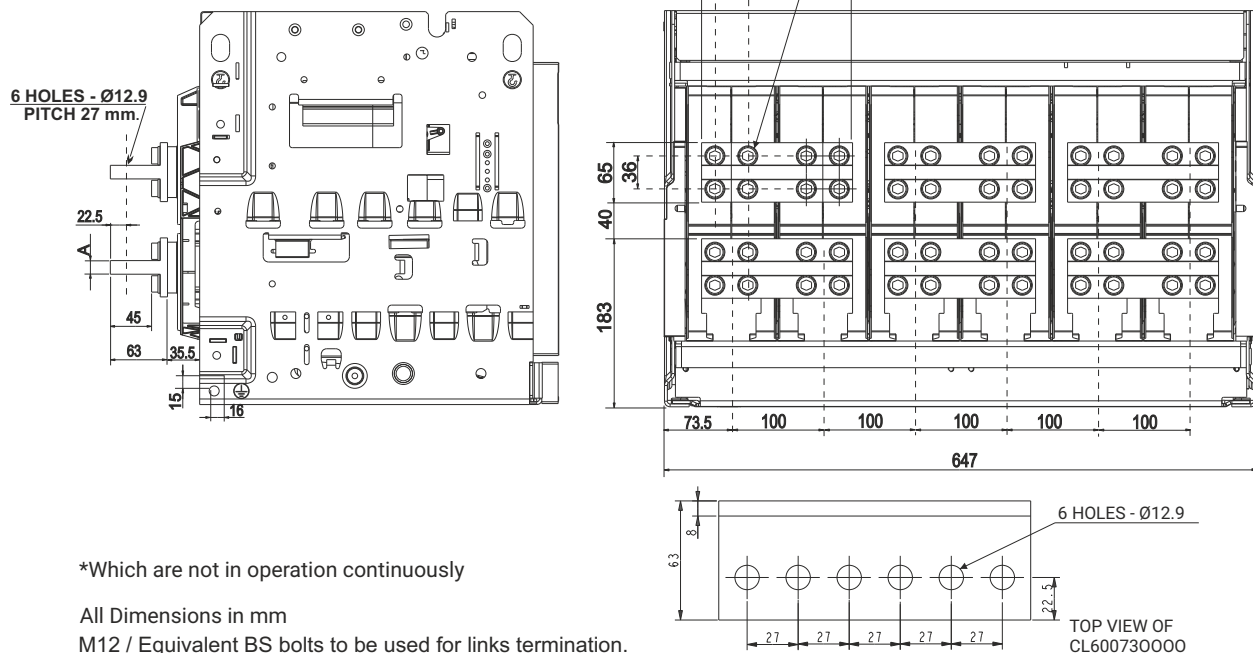 6 HOLES - Ø12.9
PITCH 27 mm.
22.5
A
45
63
35.5
15
16
65
36
40
183
73.5
100
100
100
100
100
647
6 HOLES - Ø12.9
8
63
22.5
27
27
27
27
27
TOP VIEW OF
CL60073OOOO
*Which are not in operation continuously
All Dimensions in mm
M12 / Equivalent BS bolts to be used for links termination.